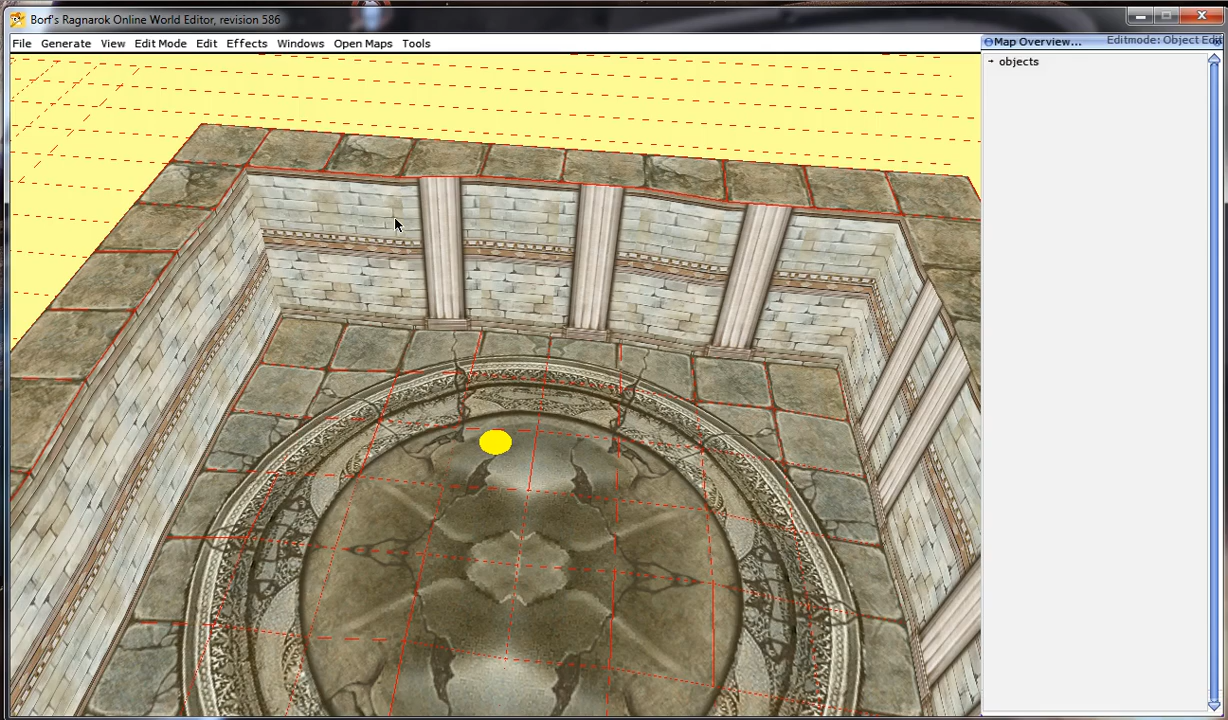 Borf's Ragnarok Online World Editor, revision 586
File Generate View Edit Mode Edit Effects Windows Open Maps Tools
Map Overview...
Editmode: Object Edit
objects